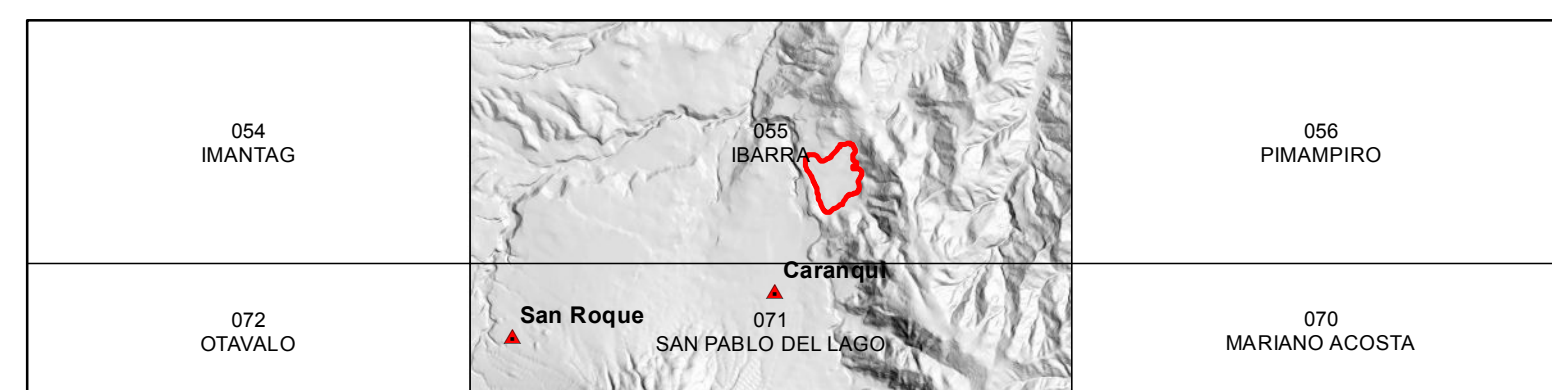 054
IMANTAG
055
IBARRA
056
PIMAMPIRO
Caranqui
San Roque
072
OTAVALO
071
SAN PABLO DEL LAGO
070
MARIANO ACOSTA